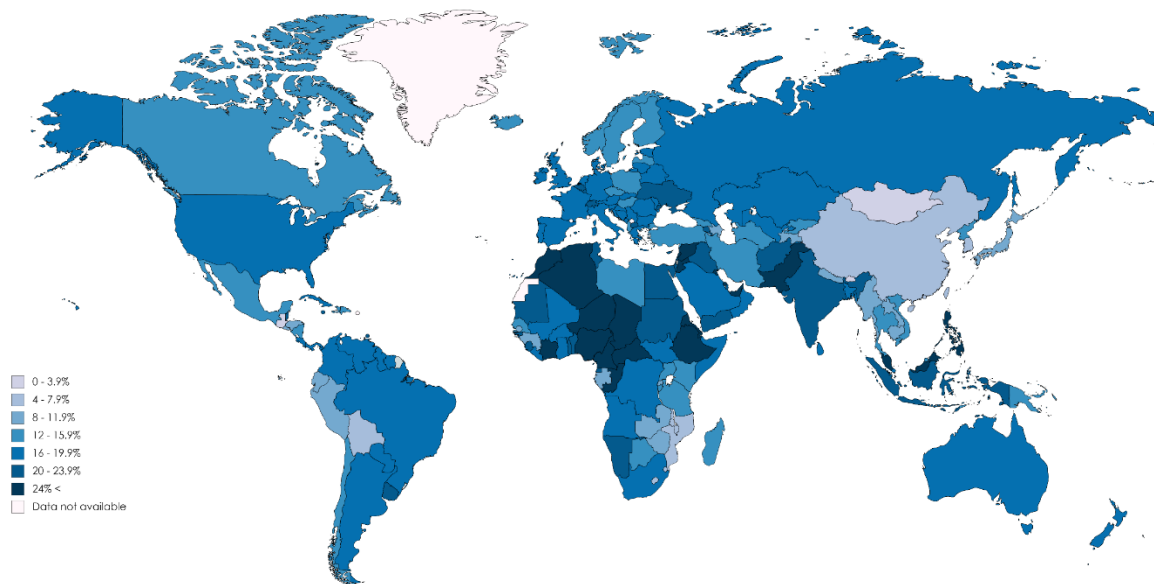 0 - 3.9%
4 - 7.9%
8 - 11.9%
12 - 15.9%
16 - 19.9%
20 - 23.9%
24% <
Data not available